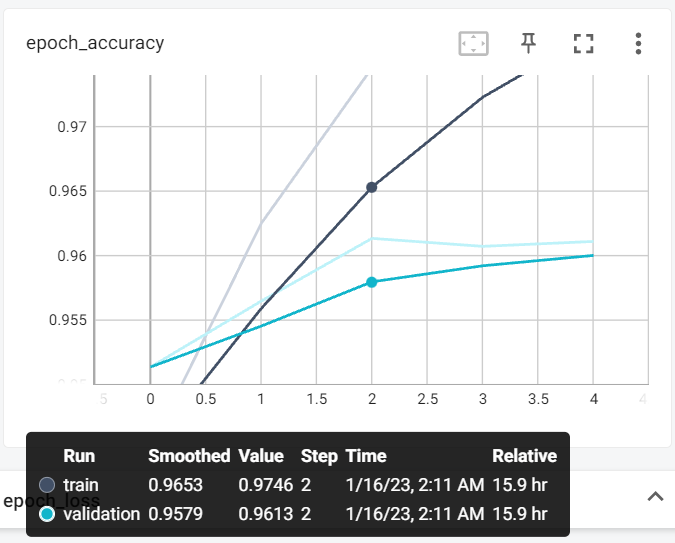 epoch_accuracy
0.97
0.965
0.96
0.955
0.95
5 0 0.5 1 1.5 2 2.5 3 3.5 4 4
Run Smoothed Value Step Time Relative
train 0.9653 0.9746 2 1/16/23, 2:11 AM 15.9 hr
epoch_loss
validation 0.9579 0.9613 2 1/16/23, 2:11 AM 15.9 hr